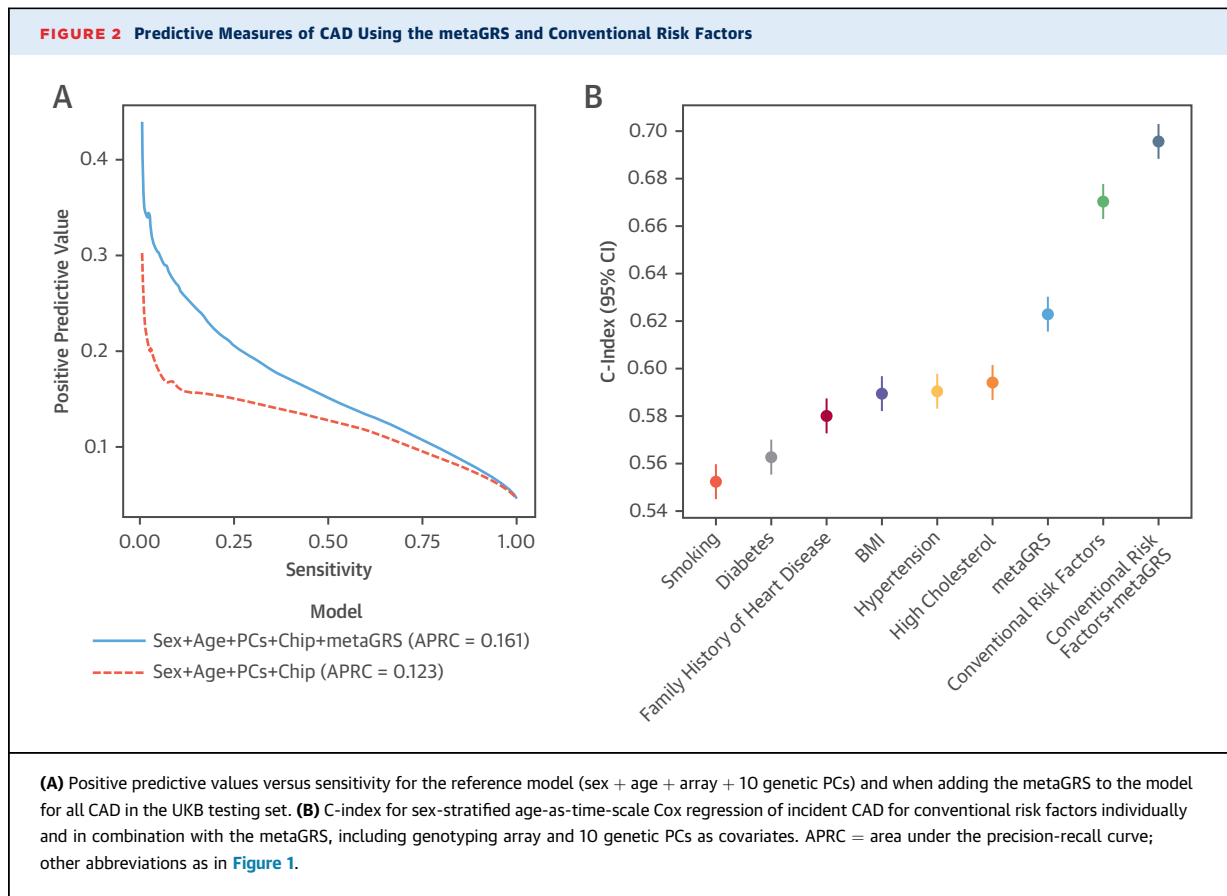 FIGURE 2 Predictive Measures of CAD Using the metaGRS and Conventional Risk Factors
A
Positive Predictive Value
0.4
0.3
0.2
0.1
0.00 0.25 0.50 0.75 1.00
Sensitivity
Model
Sex+Age+PCs+Chip+metaGRS (APRC = 0.161)
Sex+Age+PCs+Chip (APRC = 0.123)
B
C-Index (95% CI)
0.70
0.68
0.66
0.64
0.62
0.60
0.58
0.56
0.54
Smoking
Diabetes
Family History of Heart Disease
BMI
Hypertension
High Cholesterol
metaGRS
Conventional Risk Factors
Conventional Risk
Factors+metaGRS
(A) Positive predictive values versus sensitivity for the reference model (sex + age + array + 10 genetic PCs) and when adding the metaGRS to the model
for all CAD in the UKB testing set. (B) C-index for sex-stratified age-as-time-scale Cox regression of incident CAD for conventional risk factors individually
and in combination with the metaGRS, including genotyping array and 10 genetic PCs as covariates. APRC = area under the precision-recall curve;
other abbreviations as in Figure 1.